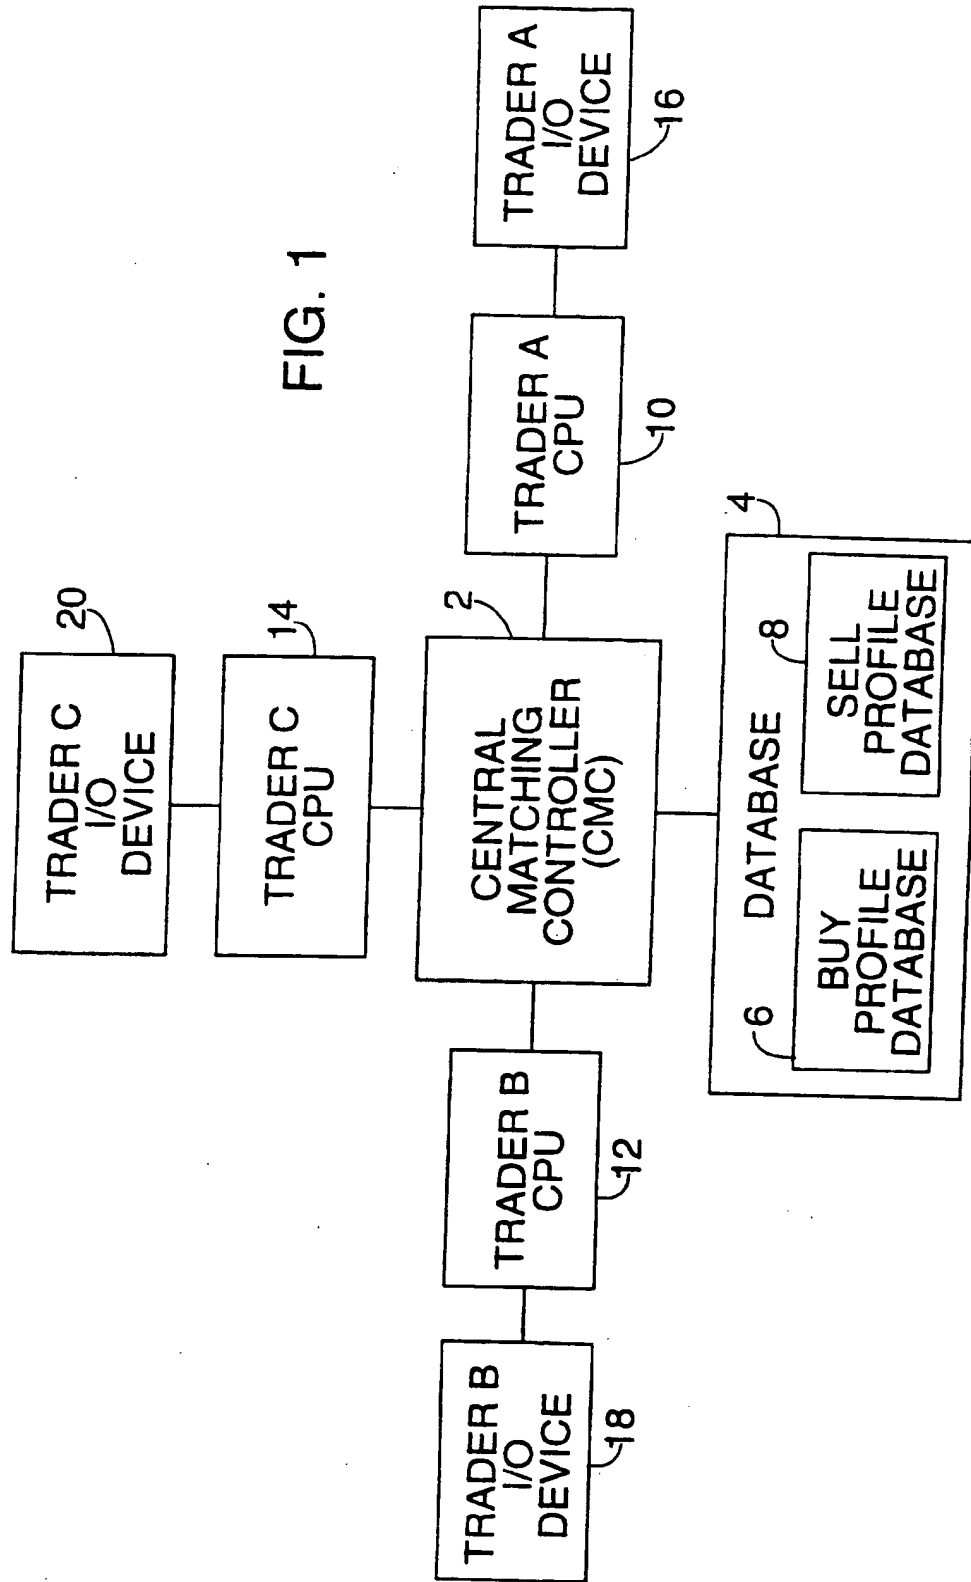 FIG. 1
TRADER C
I/O
DEVICE
20
TRADER C
CPU
14
TRADER B
I/O
DEVICE
18
TRADER B
CPU
12
CENTRAL
MATCHING
CONTROLLER
(CMC)
2
TRADER A
CPU
10
TRADER A
I/O
DEVICE
16
DATABASE
4
6
BUY
PROFILE
DATABASE
8
SELL
PROFILE
DATABASE